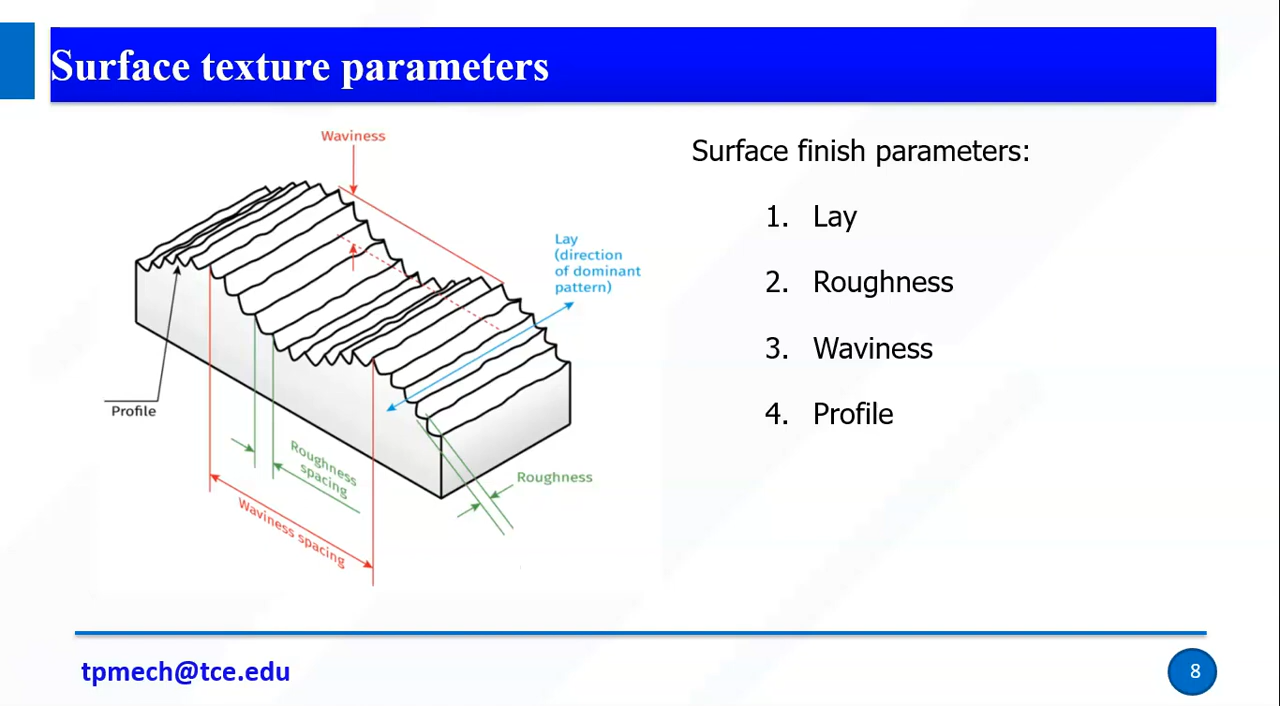 Surface texture parameters
Waviness
Lay
(direction
of dominant
pattern)
Profile
Roughness
spacing
Waviness spacing
Roughness
Surface finish parameters:
1. Lay
2. Roughness
3. Waviness
4. Profile
tpmech@tce.edu
8